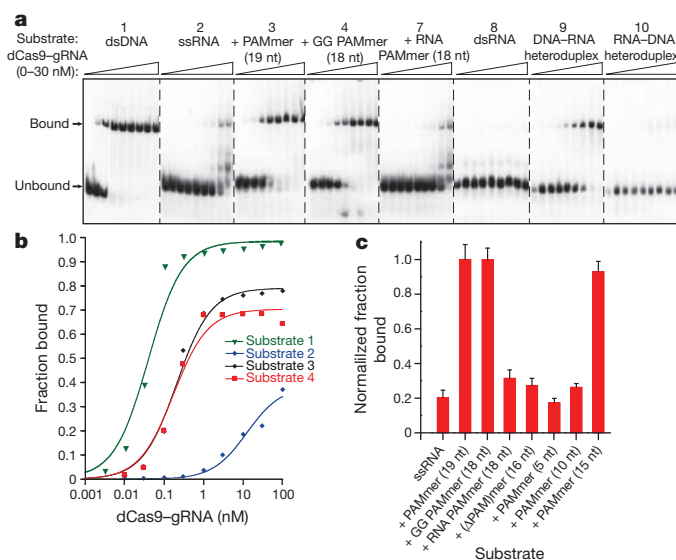 a
1 2 3 4 7 8 9 10
Substrate: dsDNA ssRNA + PAMmer + GG PAMmer + RNA dsRNA DNA–RNA RNA–DNA
dCas9–gRNA (19 nt) (18 nt) PAMmer (18 nt) heteroduplex heteroduplex
(0–30 nM):
Bound
Unbound
b
Fraction bound
1.0
0.9
0.8
0.7
0.6
0.5
0.4
0.3
0.2
0.1
0
Substrate 1
Substrate 2
Substrate 3
Substrate 4
0.001 0.01 0.1 1 10 100
dCas9–gRNA (nM)
c
Normalilzed fraction
bound
1.0
0.8
0.6
0.4
0.2
0
ssRNA
+ PAMmer (19 nt)
+ GG PAMmer (18 nt)
+ RNA PAMmer (18 nt)
+ (ΔPAM)mer (16 nt)
+ PAMmer (5 nt)
+ PAMmer (10 nt)
+ PAMmer (15 nt)
Substrate